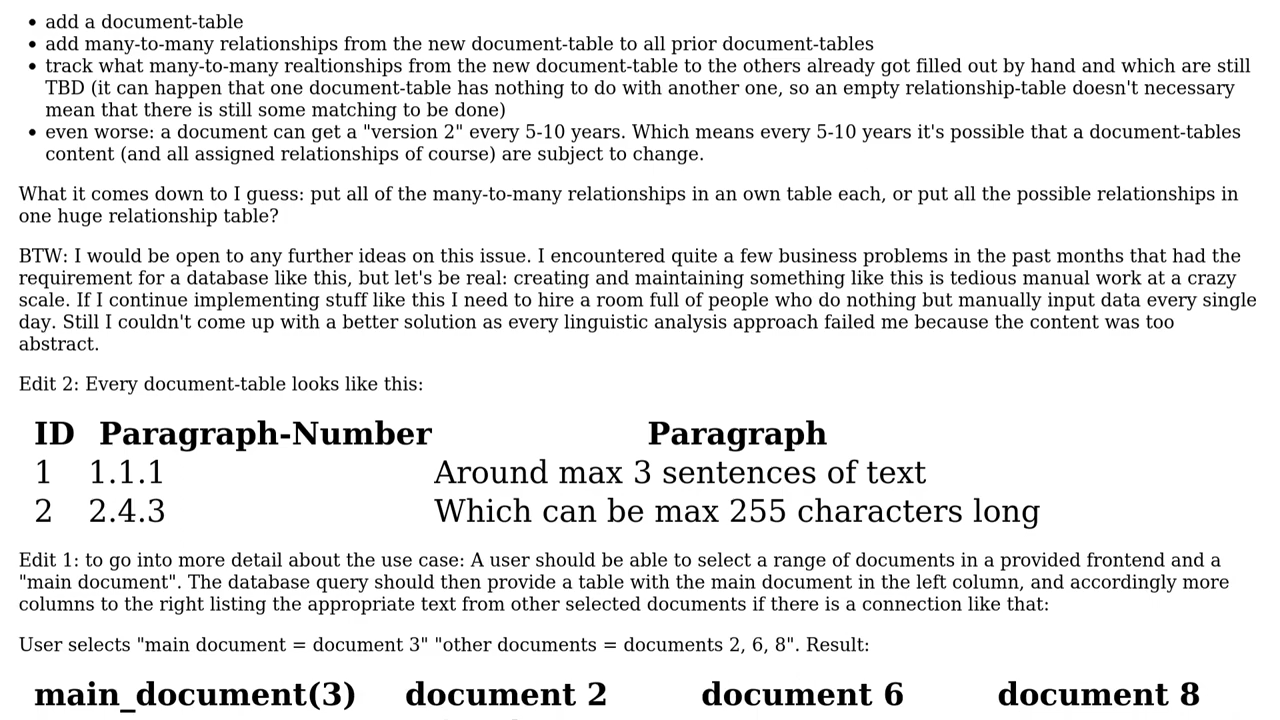 • add a document-table
• add many-to-many relationships from the new document-table to all prior document-tables
• track what many-to-many realtionships from the new document-table to the others already got filled out by hand and which are still
TBD (it can happen that one document-table has nothing to do with another one, so an empty relationship-table doesn't necessary
mean that there is still some matching to be done)
• even worse: a document can get a "version 2" every 5-10 years. Which means every 5-10 years it's possible that a document-tables
content (and all assigned relationships of course) are subject to change.
What it comes down to I guess: put all of the many-to-many relationships in an own table each, or put all the possible relationships in
one huge relationship table?
BTW: I would be open to any further ideas on this issue. I encountered quite a few business problems in the past months that had the
requirement for a database like this, but let's be real: creating and maintaining something like this is tedious manual work at a crazy
scale. If I continue implementing stuff like this I need to hire a room full of people who do nothing but manually input data every single
day. Still I couldn't come up with a better solution as every linguistic analysis approach failed me because the content was too
abstract.
Edit 2: Every document-table looks like this:
ID Paragraph-Number Paragraph
1 1.1.1 Around max 3 sentences of text
2 2.4.3 Which can be max 255 characters long
Edit 1: to go into more detail about the use case: A user should be able to select a range of documents in a provided frontend and a
"main document". The database query should then provide a table with the main document in the left column, and accordingly more
columns to the right listing the appropriate text from other selected documents if there is a connection like that:
User selects "main document = document 3" "other documents = documents 2, 6, 8". Result:
main_document(3) document 2 document 6 document 8